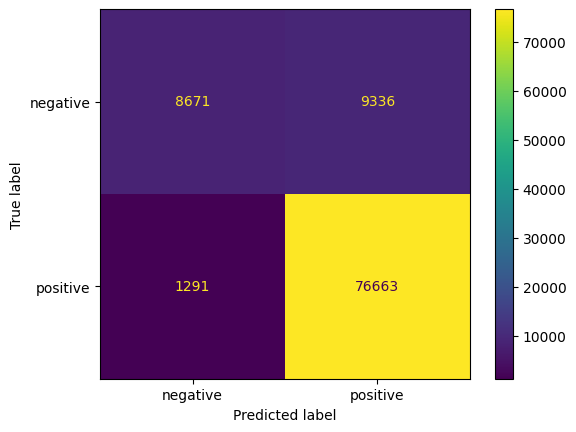 negative
8671
9336
positive
1291
76663
negative
positive
Predicted label
True label
70000
60000
50000
40000
30000
20000
10000